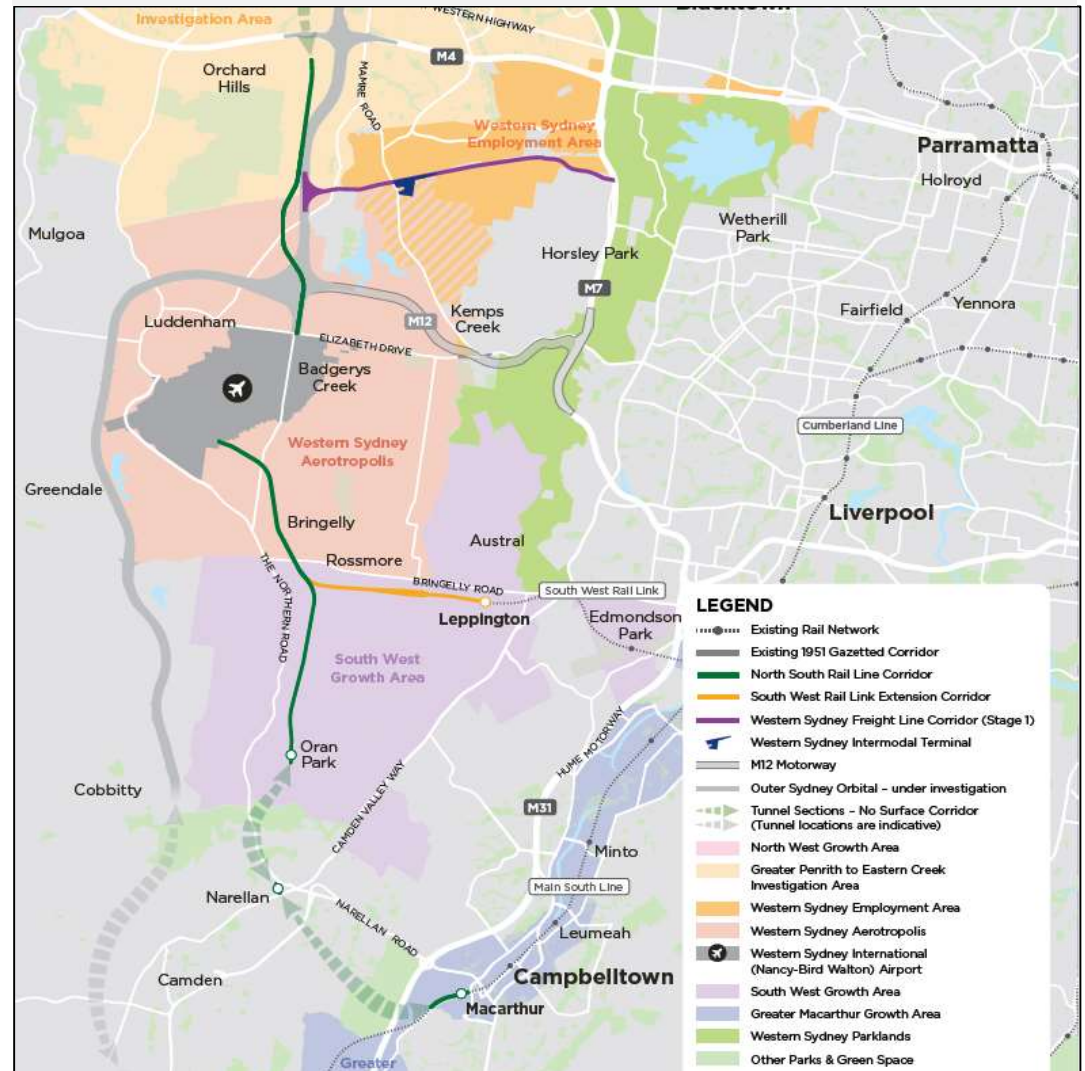 Blacktown
Investigation Area
WESTERN HIGHWAY
M4
Orchard
Hills
MAMRE ROAD
Western Sydney
Employment Area
Parramatta
Holroyd
Mulgoa
Wetherill
Park
Horsley Park
M7
Luddenham
M12
Kemps
Creek
Fairfield
Yennora
ELIZABETH DRIVE
Badgerys
Creek
Cumberland Line
Western Sydney
Aerotropolis
Greendale
Liverpool
Bringelly
Austral
Rossmore
THE NORTHERN ROAD
BRINGELLY ROAD
South West Rail Link
Leppington
Edmondson
Park
South West
Growth Area
HUME MOTORWAY
Oran
Park
Cobbitty
CAMDEN VALLEY WAY
M31
Minto
Main South Line
Narellan
NARELLAN ROAD
Leumeah
Camden
Campbelltown
Macarthur
Greater
LEGEND
Existing Rail Network
Existing 1951 Gazetted Corridor
North South Rail Line Corridor
South West Rail Link Extension Corridor
Western Sydney Freight Line Corridor (Stage 1)
Western Sydney Intermodal Terminal
M12 Motorway
Outer Sydney Orbital – under investigation
Tunnel Sections – No Surface Corridor
(Tunnel locations are indicative)
North West Growth Area
Greater Penrith to Eastern Creek
Investigation Area
Western Sydney Employment Area
Western Sydney Aerotropolis
Western Sydney International
(Nancy-Bird Walton) Airport
South West Growth Area
Greater Macarthur Growth Area
Western Sydney Parklands
Other Parks & Green Space